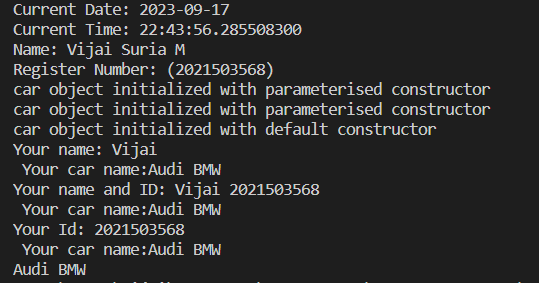 Current Date: 2023-09-17
Current Time: 22:43:56.285508300
Name: Vijai Suria M
Register Number: (2021503568)
car object initialized with parameterised constructor
car object initialized with parameterised constructor
car object initialized with default constructor
Your name: Vijai
 Your car name:Audi BMW
Your name and ID: Vijai 2021503568
 Your car name:Audi BMW
Your Id: 2021503568
 Your car name:Audi BMW
Audi BMW